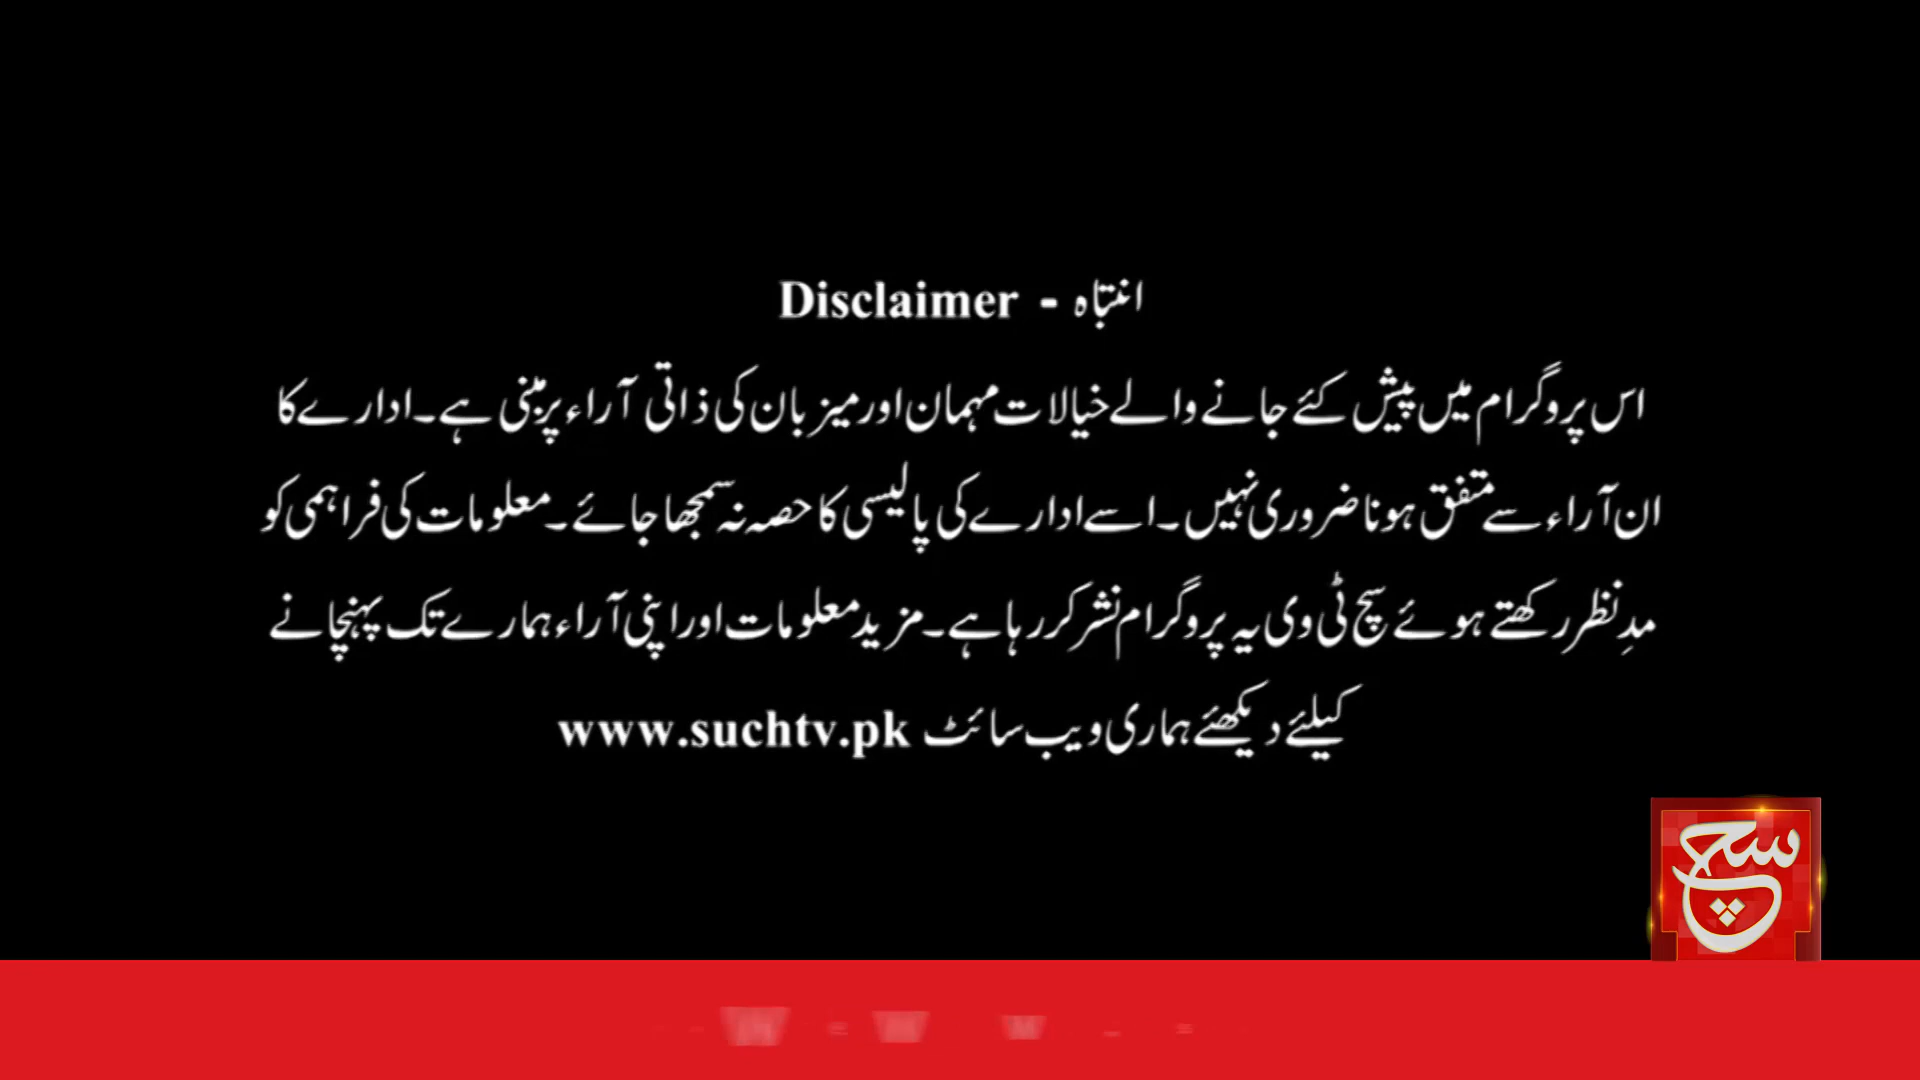 انتباہ - Disclaimer
اس پروگرام میں پیش کئے جانے والے خیالات مہمان اور میزبان کی ذاتی آراء پر مبنی ہے۔ ادارے کا
ان آراء سے متفق ہونا ضروری نہیں۔ اسے ادارے کی پالیسی کا حصہ نہ سمجھا جائے۔ معلومات کی فراہمی کو
مدِنظر رکھتے ہوئے سچ ٹی وی یہ پروگرام نشر کر رہا ہے۔ مزید معلومات اور اپنی آراء ہمارے تک پہنچانے
کیلئے دیکھئے ہماری ویب سائٹ www.suchtv.pk
سچ